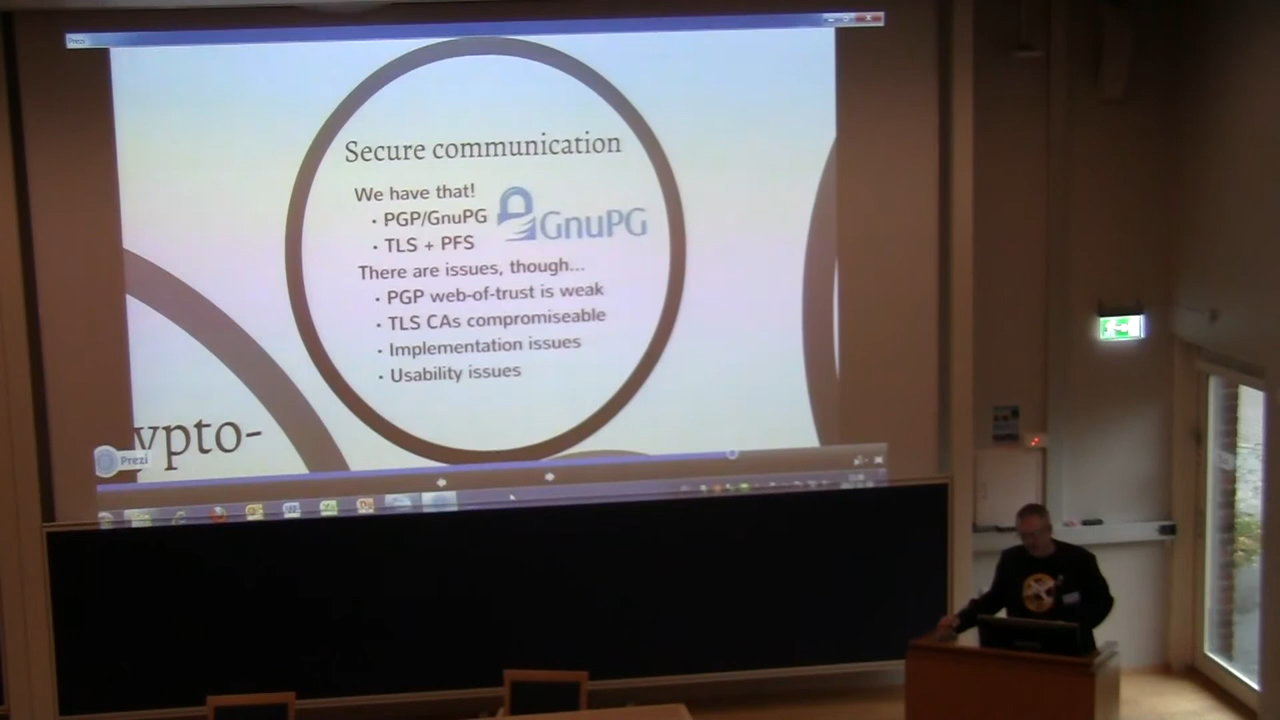 Prezi
Secure communication
We have that!
• PGP/GnuPG
• TLS + PFS
GnuPG
There are issues, though...
• PGP web-of-trust is weak
• TLS CAs compromiseable
• Implementation issues
• Usability issues
ypto-
Prezi